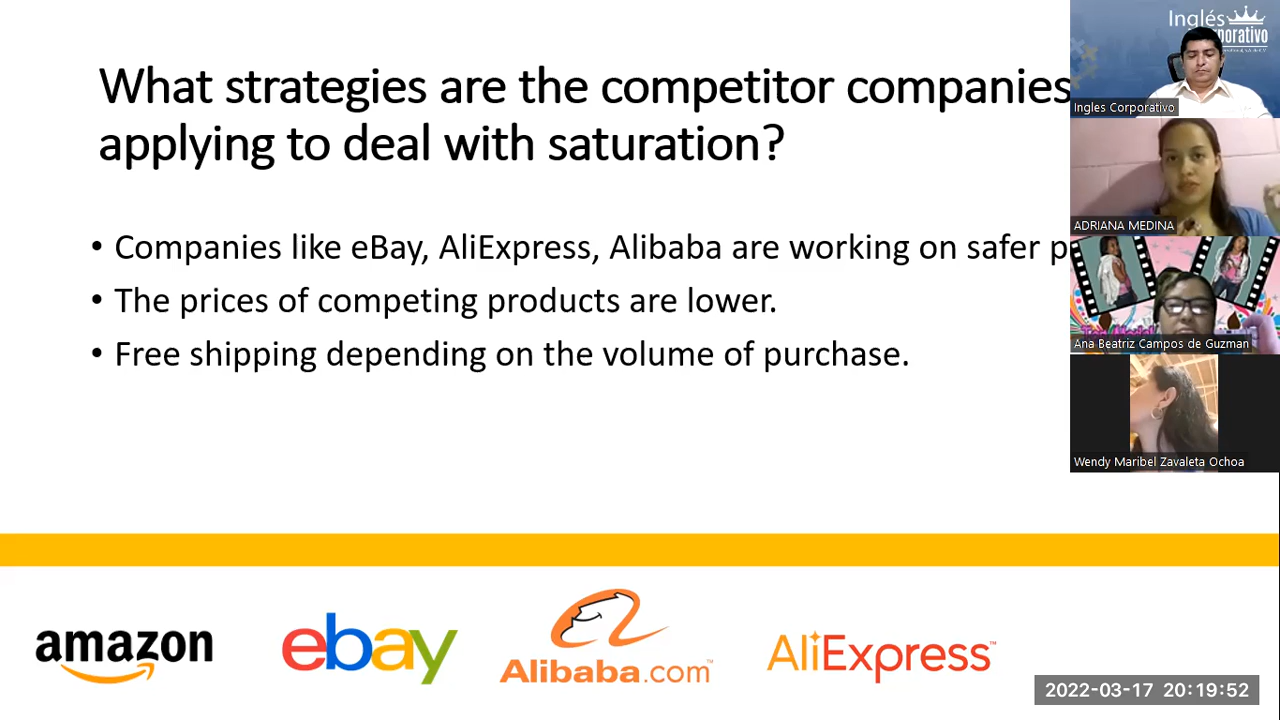 What strategies are the competitor companies
applying to deal with saturation?
• Companies like eBay, AliExpress, Alibaba are working on safer p
• The prices of competing products are lower.
• Free shipping depending on the volume of purchase.
amazon
ebay
Alibaba.com™
AliExpress™
Inglés
porativo
Ingles Corporativo
ADRIANA MEDINA
Ana Beatriz Campos de Guzman
Wendy Maribel Zavaleta Ochoa
2022-03-17 20:19:52